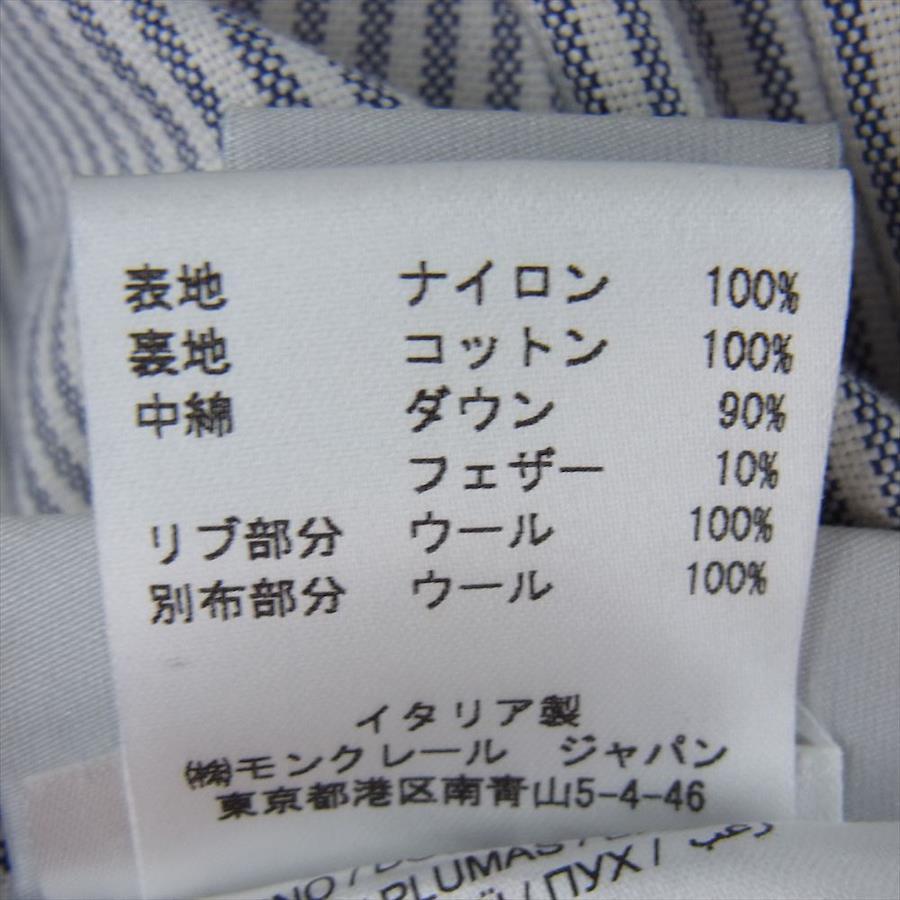 表地 ナイロン 100%
裏地 コットン 100%
中綿 ダウン 90%
フェザー 10%
リブ部分 ウール 100%
別布部分 ウール 100%
イタリア製
㈱モンクレール ジャパン
東京都港区南青山5-4-46
PLUMAS /
/ ПУХ /